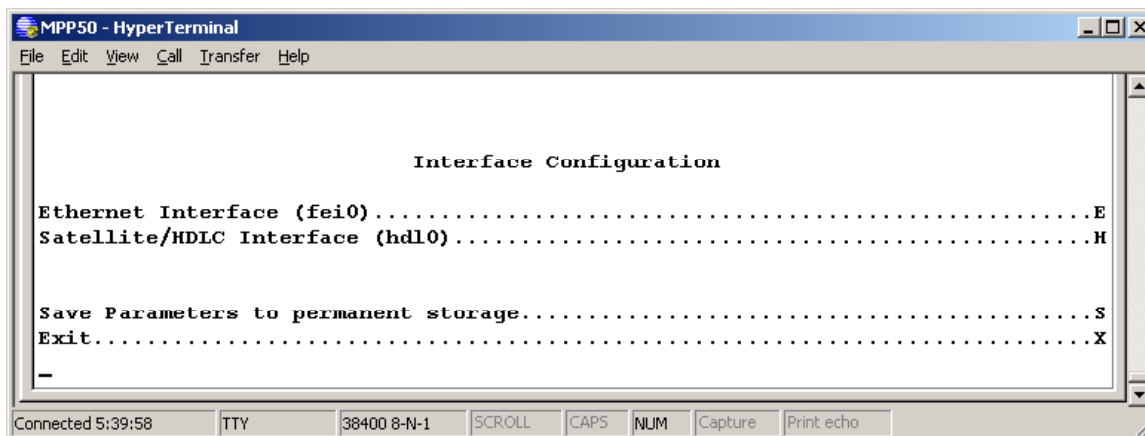 MPP50 - HyperTerminal
File Edit View Call Transfer Help
Interface Configuration
Ethernet Interface (fei0)...................................................E
Satellite/HDLC Interface (hdl0).............................................H
Save Parameters to permanent storage........................................S
Exit........................................................................X
Connected 5:39:58 TTY 38400 8-N-1 SCROLL CAPS NUM Capture Print echo